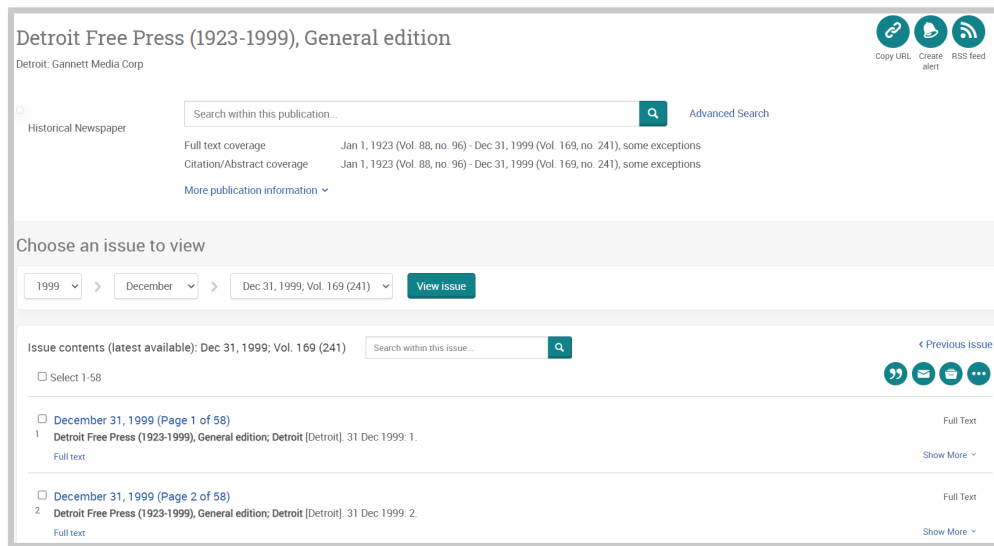 Detroit Free Press (1923-1999), General edition
Detroit: Gannett Media Corp
Copy URL
Create alert
RSS feed
Historical Newspaper
Search within this publication...
Advanced Search
Full text coverage Jan 1, 1923 (Vol. 88, no. 96) - Dec 31, 1999 (Vol. 169, no. 241), some exceptions
Citation/Abstract coverage Jan 1, 1923 (Vol. 88, no. 96) - Dec 31, 1999 (Vol. 169, no. 241), some exceptions
More publication information
Choose an issue to view
1999 December Dec 31, 1999; Vol. 169 (241) View issue
Issue contents (latest available): Dec 31, 1999; Vol. 169 (241) Search within this issue... ‹ Previous issue
Select 1-58
December 31, 1999 (Page 1 of 58) Full Text
1 Detroit Free Press (1923-1999), General edition; Detroit [Detroit]. 31 Dec 1999: 1.
Full text Show More
December 31, 1999 (Page 2 of 58) Full Text
2 Detroit Free Press (1923-1999), General edition; Detroit [Detroit]. 31 Dec 1999: 2.
Full text Show More